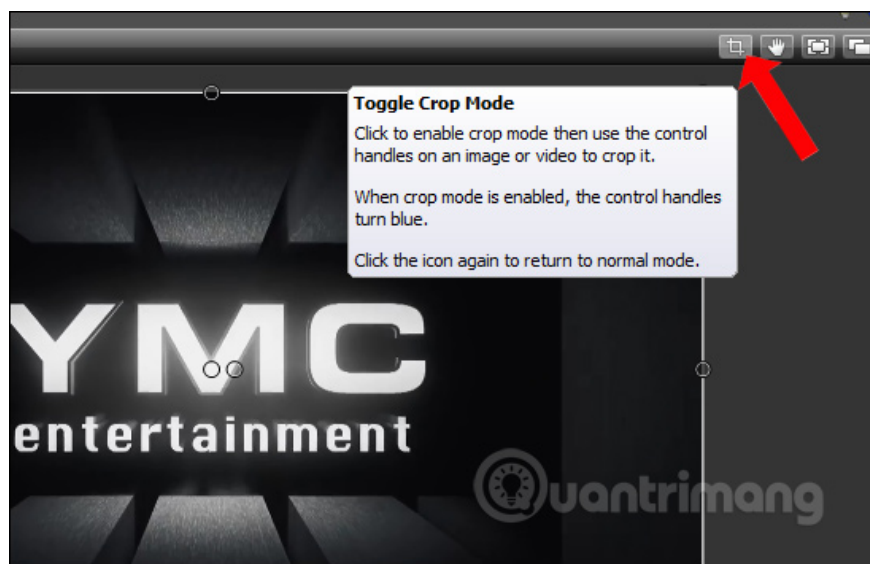 Toggle Crop Mode
Click to enable crop mode then use the control
handles on an image or video to crop it.
When crop mode is enabled, the control handles
turn blue.
Click the icon again to return to normal mode.
YMC
entertainment
Quantrimang